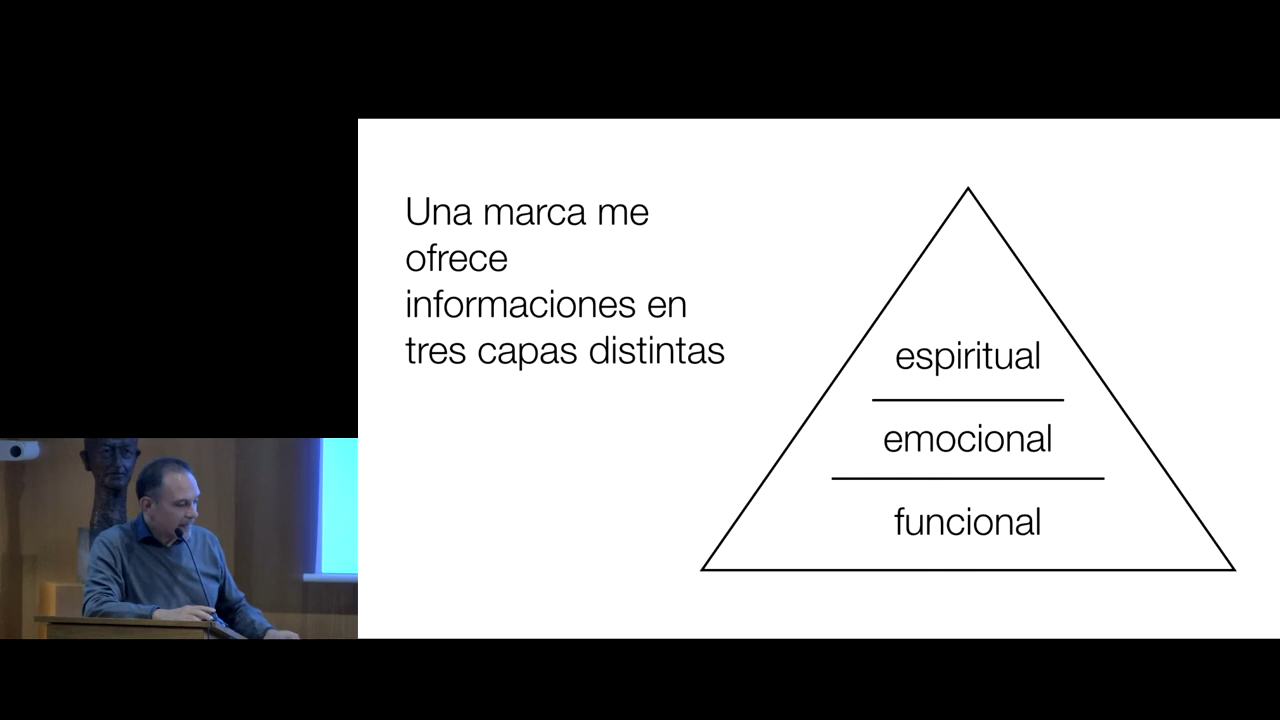 Una marca me
ofrece
informaciones en
tres capas distintas
espiritual
emocional
funcional